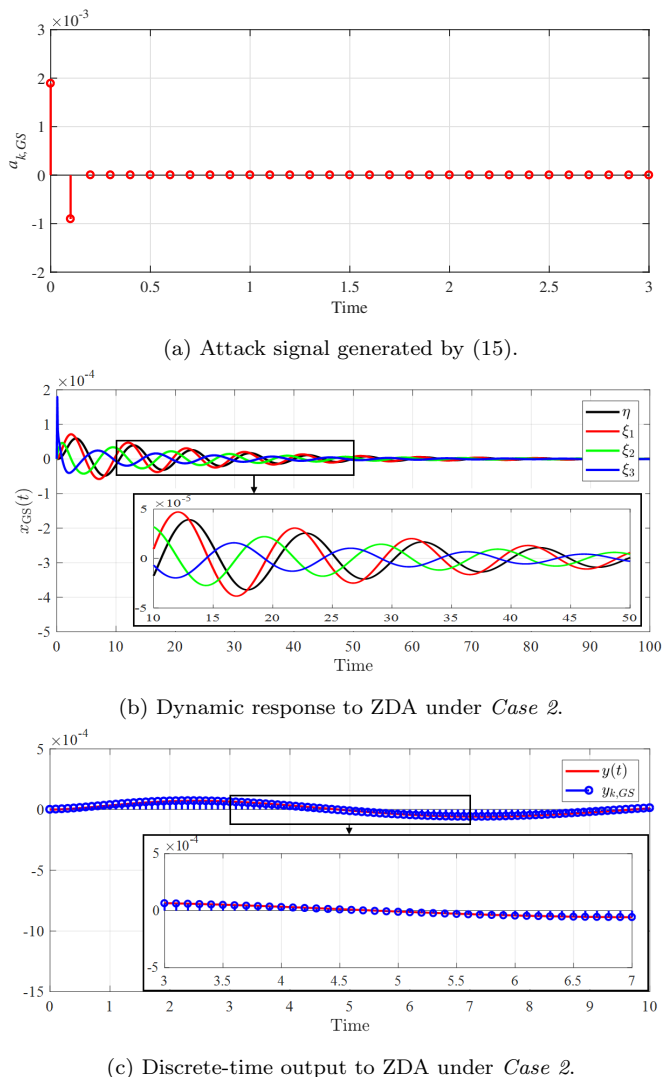 ×10⁻³
3
2
1
0
-1
-2
a_{k,GS}
0 0.5 1 1.5 2 2.5 3
Time
(a) Attack signal generated by (15).
×10⁻⁴
2
1
0
-1
-2
-3
-4
-5
x_{GS}(t)
η
ξ₁
ξ₂
ξ₃
×10⁻⁵
5
0
-5
10 15 20 25 30 35 40 45 50
0 10 20 30 40 50 60 70 80 90 100
Time
(b) Dynamic response to ZDA under Case 2.
×10⁻⁴
5
0
-5
-10
-15
y(t)
y_{k,GS}
×10⁻⁴
5
0
-5
3 3.5 4 4.5 5 5.5 6 6.5 7
0 1 2 3 4 5 6 7 8 9 10
Time
(c) Discrete-time output to ZDA under Case 2.